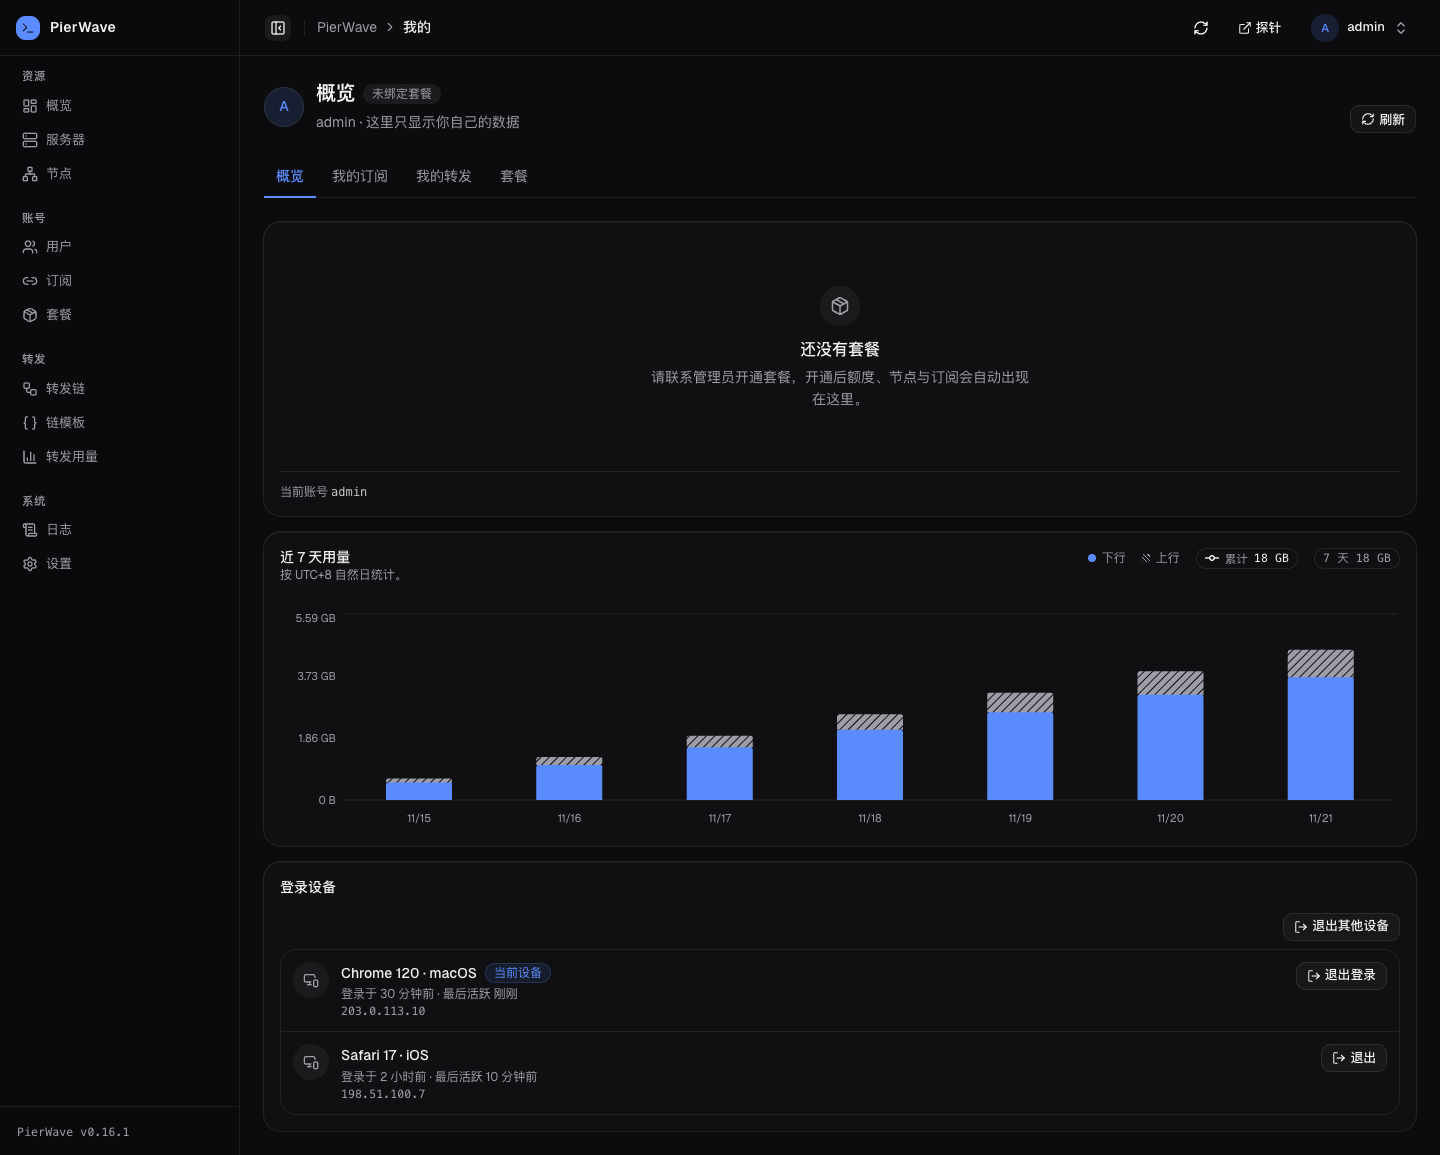 PierWave
PierWave > 我的
探针
A
admin
资源
概览
服务器
节点
账号
用户
订阅
套餐
转发
转发链
链模板
转发用量
系统
日志
设置
PierWave v0.16.1
A
概览
未绑定套餐
admin · 这里只显示你自己的数据
刷新
概览
我的订阅
我的转发
套餐
还没有套餐
请联系管理员开通套餐，开通后额度、节点与订阅会自动出现
在这里。
当前账号 admin
近 7 天用量
按 UTC+8 自然日统计。
下行
上行
累计 18 GB
7 天 18 GB
5.59 GB
3.73 GB
1.86 GB
0 B
11/15
11/16
11/17
11/18
11/19
11/20
11/21
登录设备
退出其他设备
Chrome 120 · macOS
当前设备
登录于 30 分钟前 · 最后活跃 刚刚
203.0.113.10
退出登录
Safari 17 · iOS
登录于 2 小时前 · 最后活跃 10 分钟前
198.51.100.7
退出